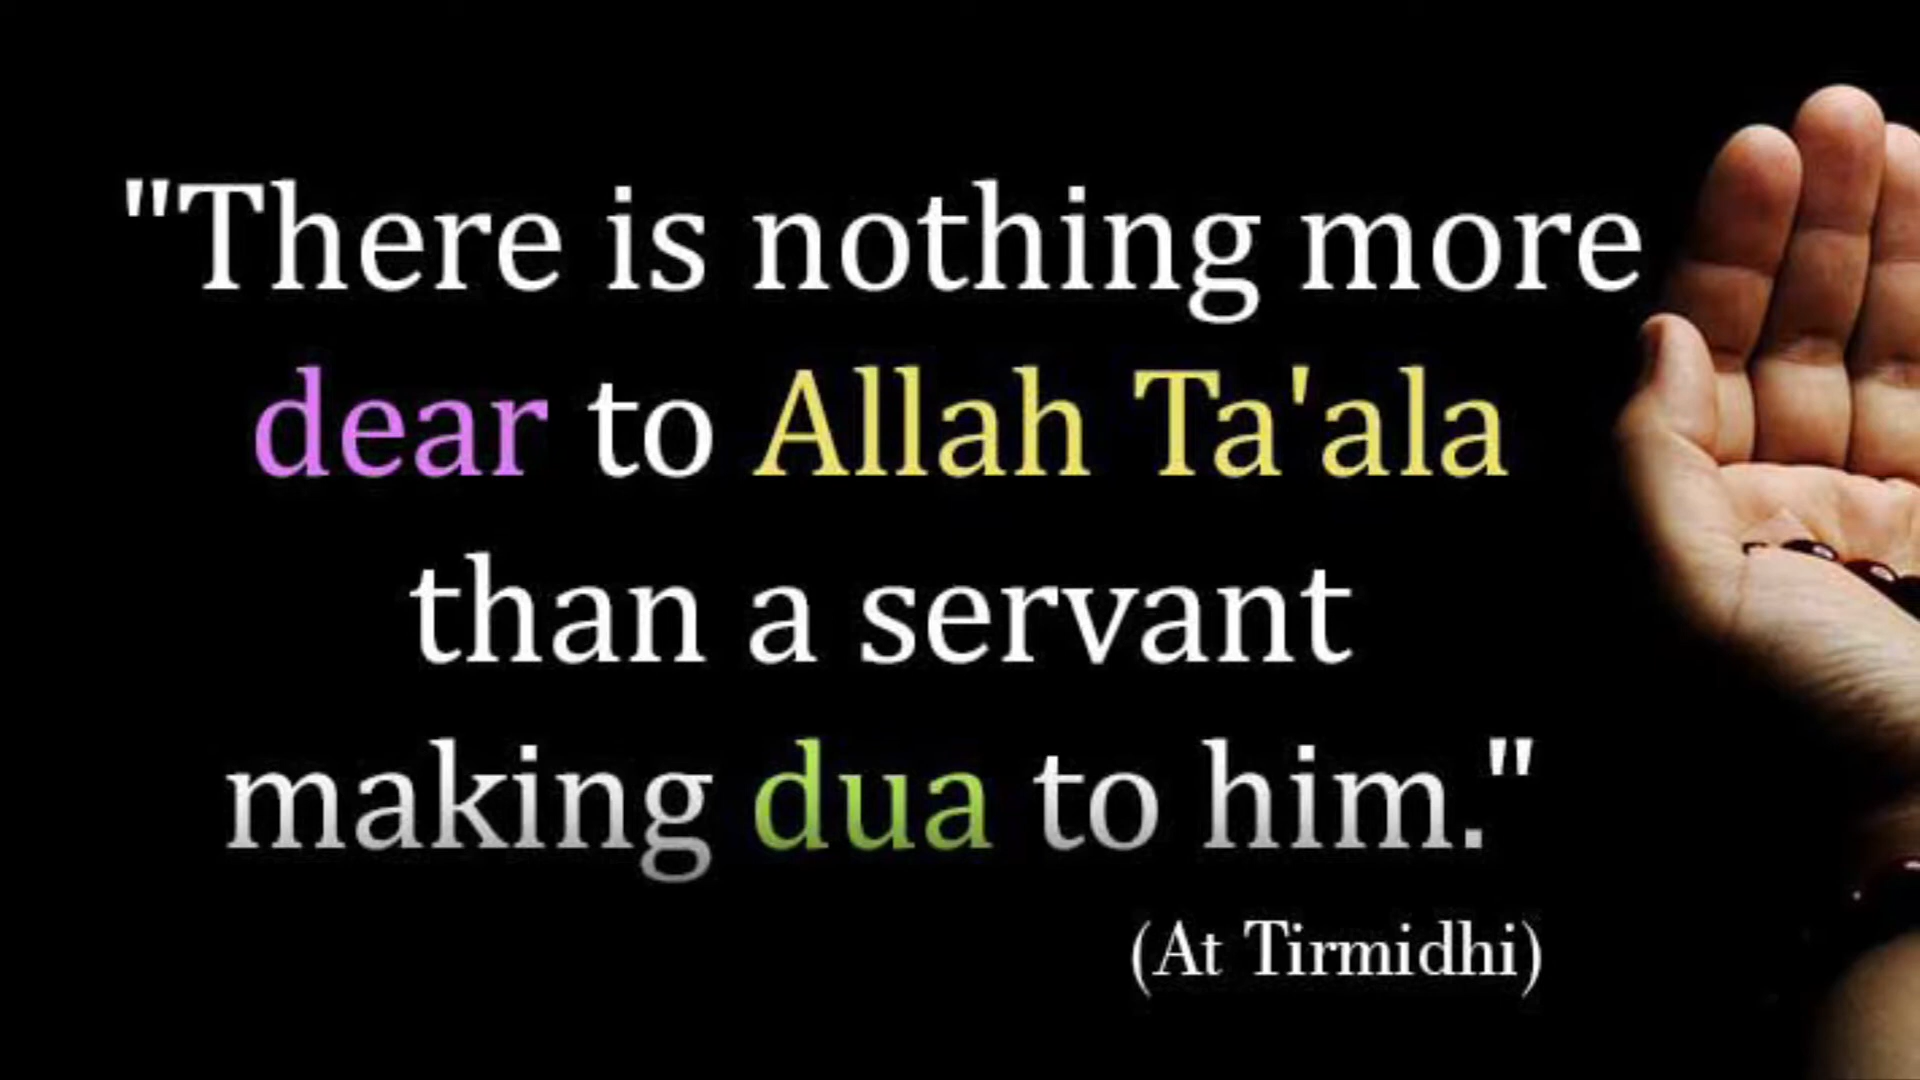 "There is nothing more
dear to Allah Ta'ala
than a servant
making dua to him."
(At Tirmidhi)